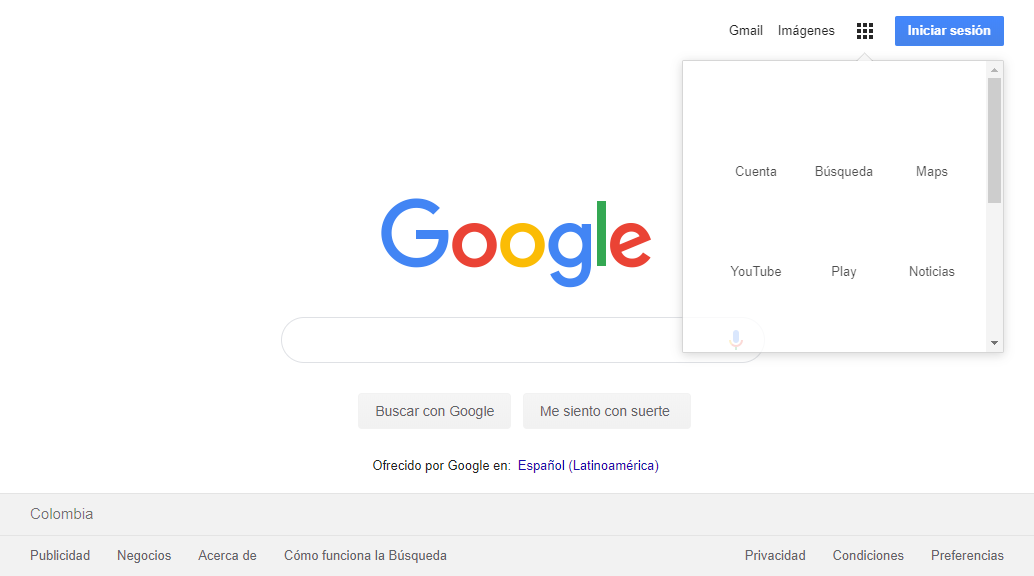 Gmail Imágenes Iniciar sesión
Cuenta Búsqueda Maps
YouTube Play Noticias
Google
Buscar con Google Me siento con suerte
Ofrecido por Google en: Español (Latinoamérica)
Colombia
Publicidad Negocios Acerca de Cómo funciona la Búsqueda Privacidad Condiciones Preferencias